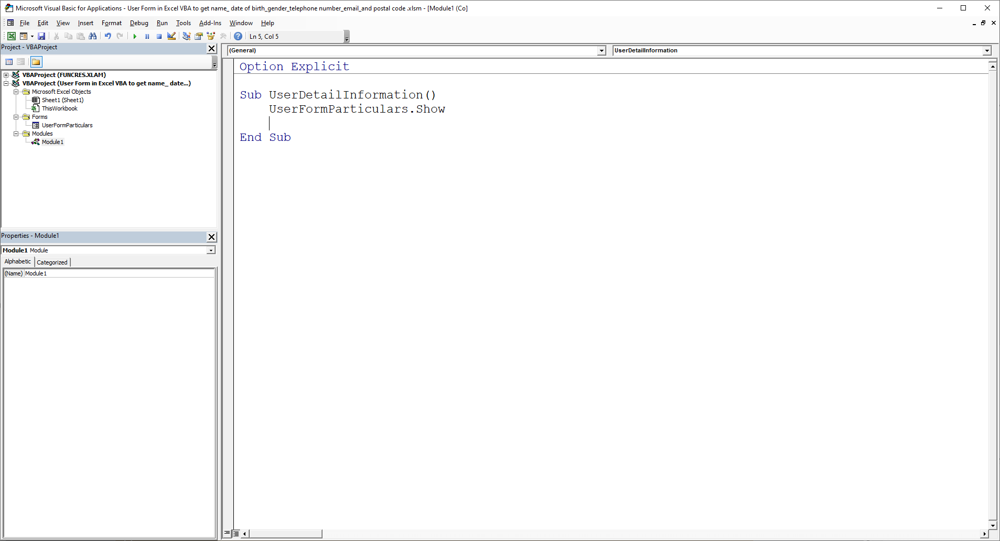 Microsoft Visual Basic for Applications - User Form in Excel VBA to get name_ date of birth_gender_telephone number_email_and postal code .xlsm - [Module1 (Co]
File Edit View Insert Format Debug Run Tools Add-Ins Window Help
Ln 5, Col 5
Project - VBAProject
(General)
UserDetailInformation
VBAProject (FUNCRES.XLAM)
VBAProject (User Form in Excel VBA to get name_ date...)
Microsoft Excel Objects
Sheet1 (Sheet1)
ThisWorkbook
Forms
UserFormParticulars
Modules
Module1
Option Explicit
Sub UserDetailInformation()
UserFormParticulars.Show
End Sub
Properties - Module1
Module1 Module
Alphabetic Categorized
(Name) Module1